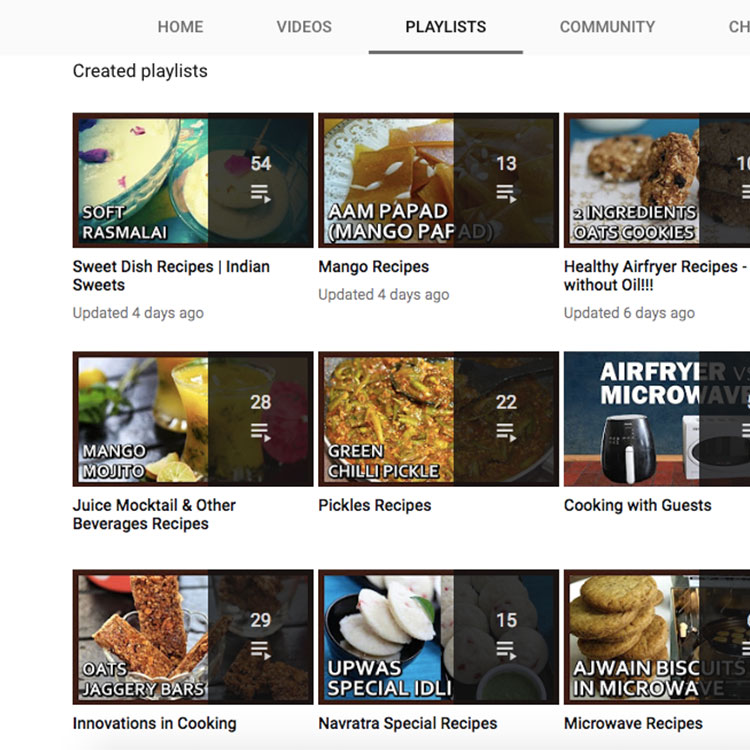 HOME VIDEOS PLAYLISTS COMMUNITY CH
Created playlists
54
SOFT
RASMALAI
13
AAM PAPAD
(MANGO PAPAD)
10
2 INGREDIENTS
OATS COOKIES
Sweet Dish Recipes | Indian
Sweets
Updated 4 days ago
Mango Recipes
Updated 4 days ago
Healthy Airfryer Recipes -
without Oil!!!
Updated 6 days ago
28
MANGO
MOJITO
22
GREEN
CHILLI PICKLE
AIRFRYER VS
MICROWAVE
Juice Mocktail & Other
Beverages Recipes
Pickles Recipes
Cooking with Guests
29
OATS
JAGGERY BARS
15
UPWAS
SPECIAL IDLI
AJWAIN BISCUITS
IN MICROWAVE
Innovations in Cooking
Navratra Special Recipes
Microwave Recipes